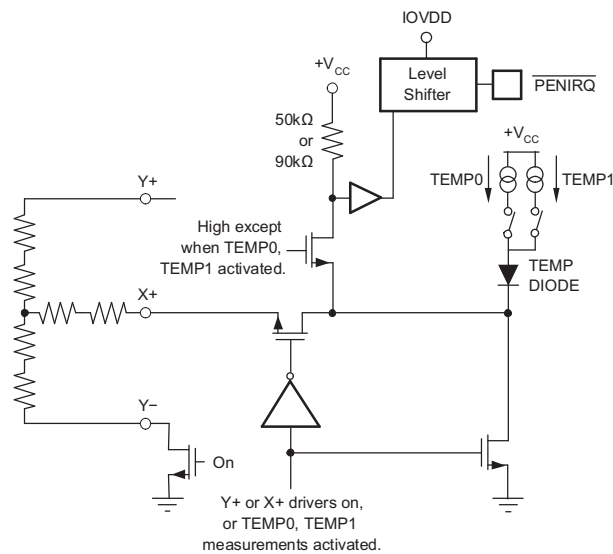 IOVDD
+VCC
Level
Shifter
PENIRQ
50kΩ
or
90kΩ
+VCC
TEMP0
TEMP1
Y+
High except
when TEMP0,
TEMP1 activated.
TEMP
DIODE
X+
Y−
On
Y+ or X+ drivers on,
or TEMP0, TEMP1
measurements activated.